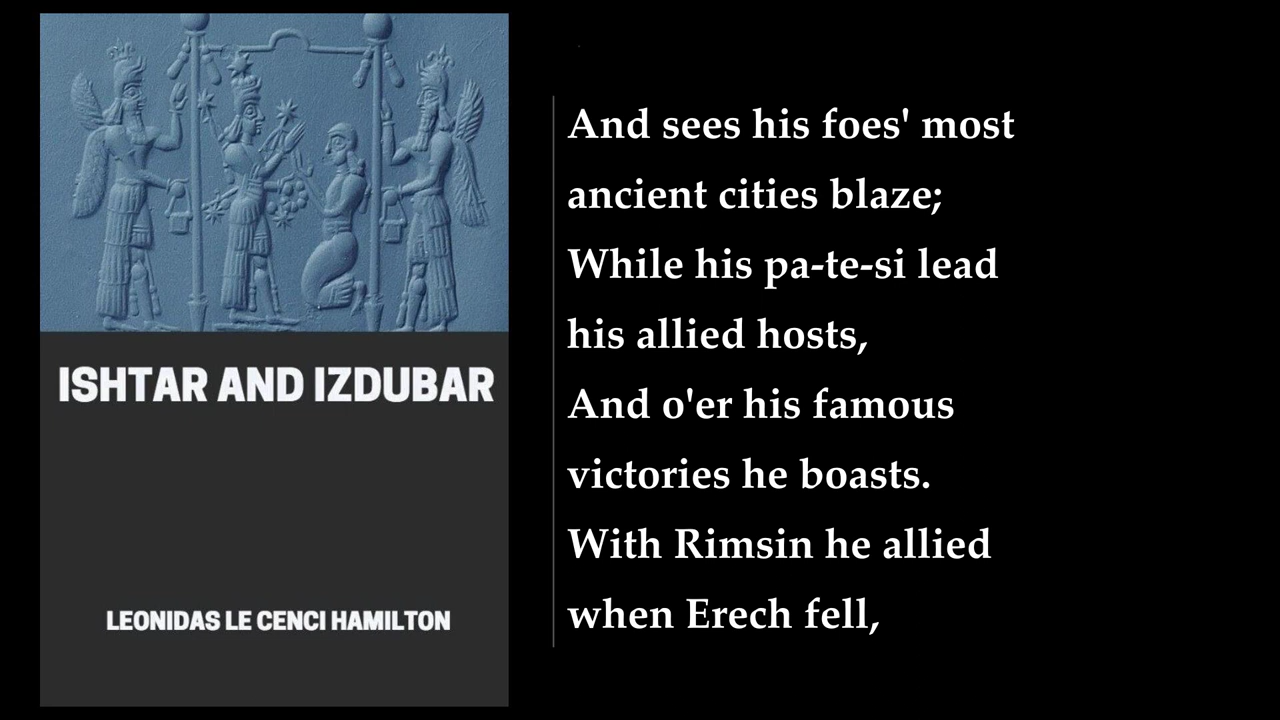 ISHTAR AND IZDUBAR
LEONIDAS LE CENCI HAMILTON
And sees his foes' most
ancient cities blaze;
While his pa-te-si lead
his allied hosts,
And o'er his famous
victories he boasts.
With Rimsin he allied
when Erech fell,